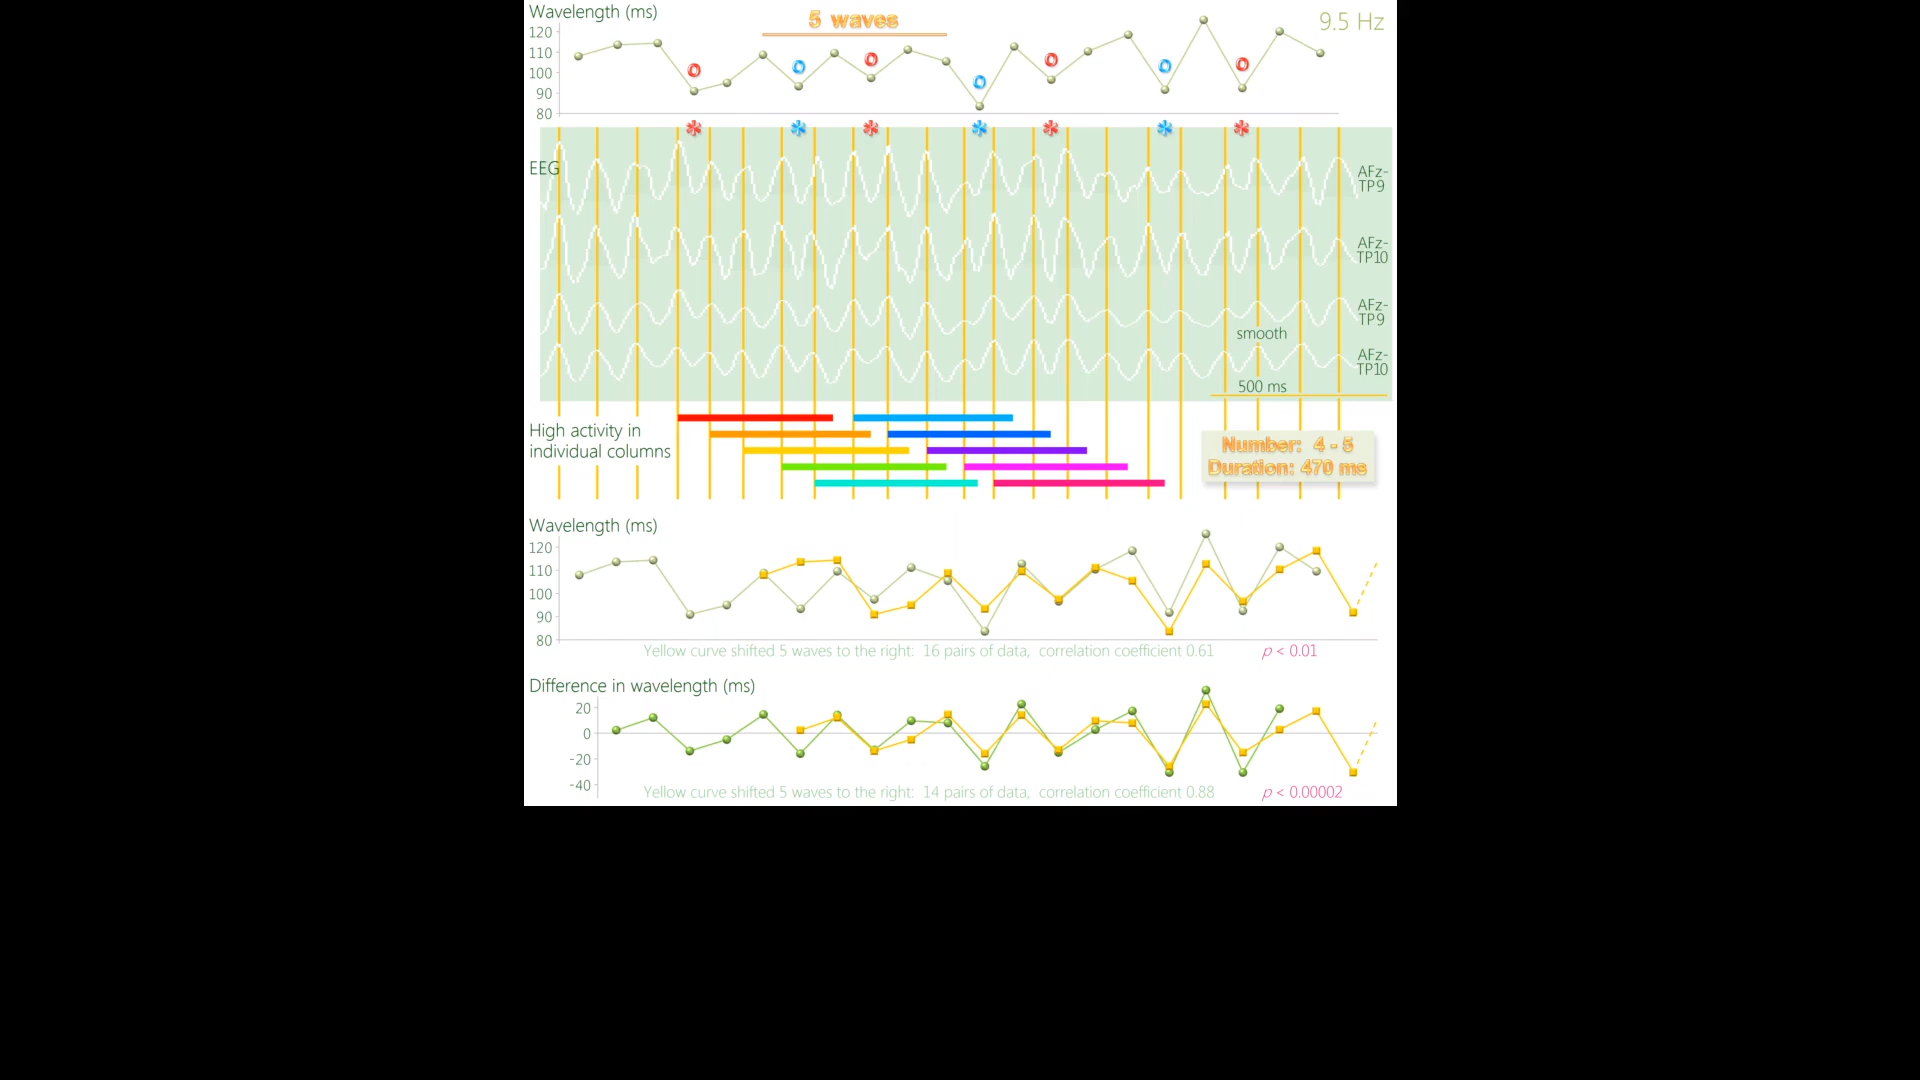 Wavelength (ms)
5 waves
9.5 Hz
120
110
100
90
80
EEG
AFz-
TP9
AFz-
TP10
AFz-
TP9
smooth
AFz-
TP10
500 ms
High activity in
individual columns
Number: 4 - 5
Duration: 470 ms
Wavelength (ms)
120
110
100
90
80
Yellow curve shifted 5 waves to the right: 16 pairs of data, correlation coefficient 0.61 p < 0.01
Difference in wavelength (ms)
20
0
-20
-40
Yellow curve shifted 5 waves to the right: 14 pairs of data, correlation coefficient 0.88 p < 0.00002